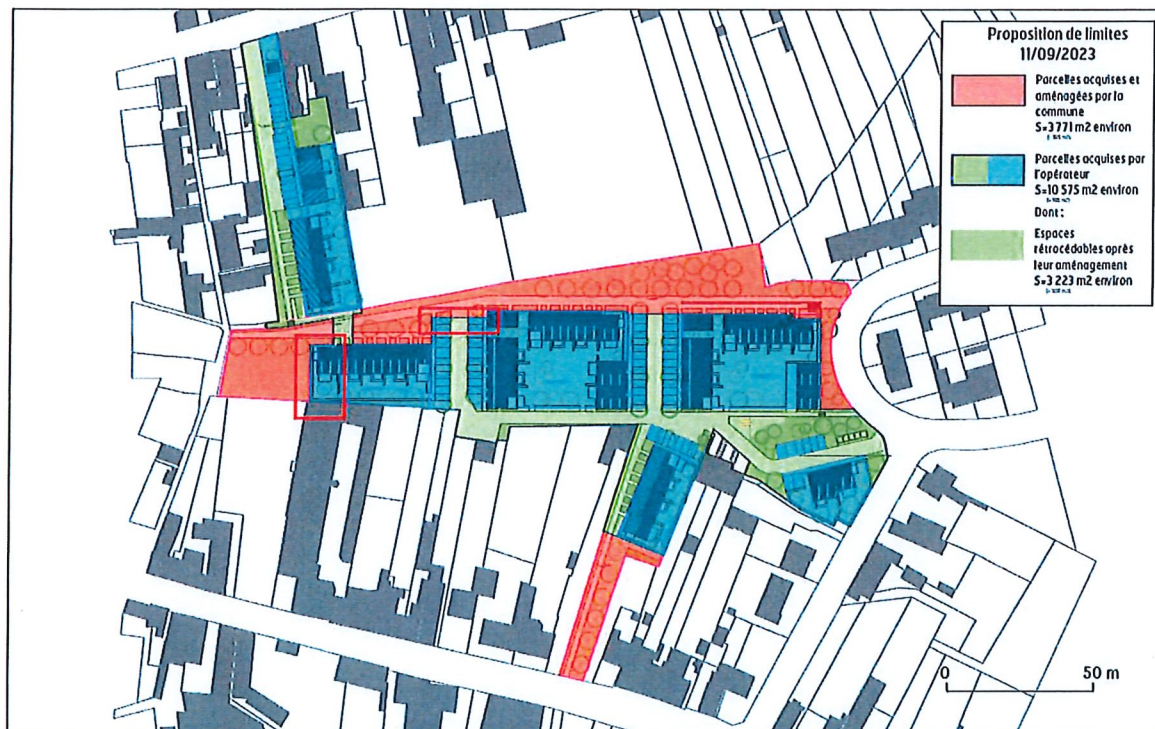 Proposition de limites
11/09/2023
Parcelles acquises et
aménagées par la
commune
S=3 771 m2 environ
Parcelles acquises par
l'opérateur
S=10 575 m2 environ
Dont :
Espaces
rétrocédables après
leur aménagement
S=3 223 m2 environ
0 50 m